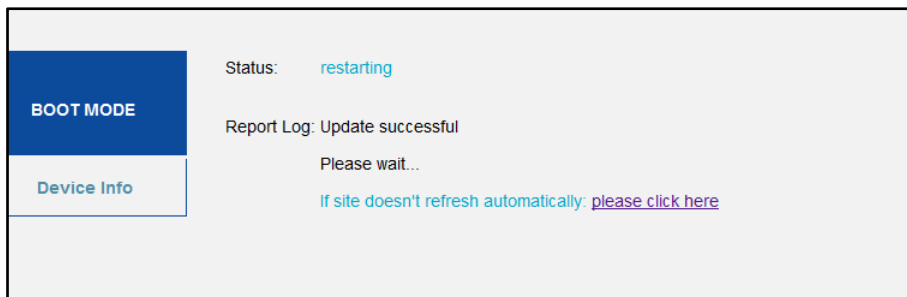 BOOT MODE
Device Info
Status: restarting
Report Log: Update successful
Please wait...
If site doesn't refresh automatically: please click here